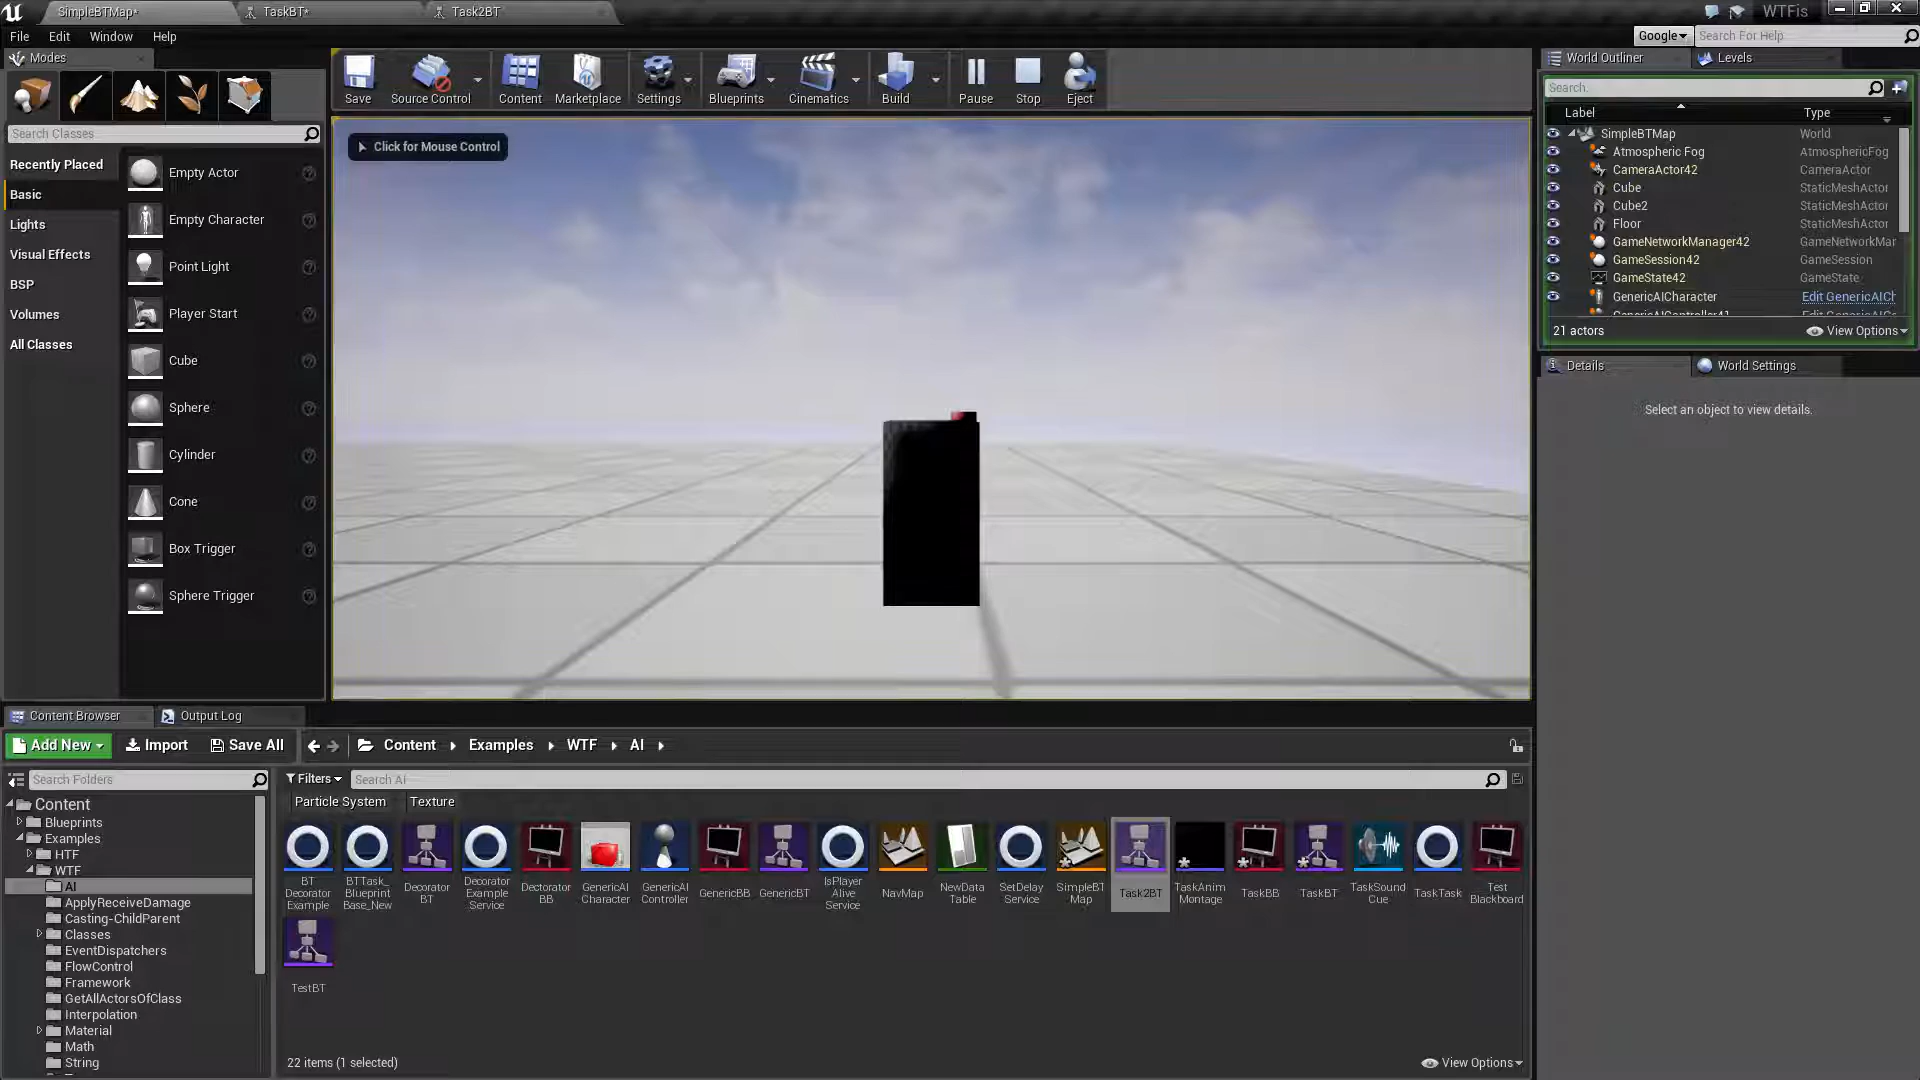 SimpleBTMap*
TaskBT*
Task2BT
WTFis
File Edit Window Help
Google
Search For Help
Modes
Search Classes
Recently Placed
Basic
Lights
Visual Effects
BSP
Volumes
All Classes
Empty Actor
Empty Character
Point Light
Player Start
Cube
Sphere
Cylinder
Cone
Box Trigger
Sphere Trigger
Save
Source Control
Content
Marketplace
Settings
Blueprints
Cinematics
Build
Pause
Stop
Eject
Click for Mouse Control
World Outliner
Levels
Search.
Label Type
SimpleBTMap World
Atmospheric Fog AtmosphericFog
CameraActor42 CameraActor
Cube StaticMeshActor
Cube2 StaticMeshActor
Floor StaticMeshActor
GameNetworkManager42 GameNetworkMar
GameSession42 GameSession
GameState42 GameState
GenericAICharacter Edit GenericAICh
21 actors
View Options
Details
World Settings
Select an object to view details.
Content Browser
Output Log
Add New
Import
Save All
Content
Examples
WTF
AI
Search Folders
Content
Blueprints
Examples
HTF
WTF
AI
ApplyReceiveDamage
Casting-ChildParent
Classes
EventDispatchers
FlowControl
Framework
GetAllActorsOfClass
Interpolation
Material
Math
String
Filters
Search AI
Particle System
Texture
BT
Decorator
Example
BTTask_
Blueprint
Base_New
Decorator
BT
Decorator
Example
Service
Dectorator
BB
GenericAI
Character
GenericAI
Controller
GenericBB
GenericBT
IsPlayer
Alive
Service
NavMap
NewData
Table
SetDelay
Service
SimpleBT
Map
Task2BT
TaskAnim
Montage
TaskBB
TaskBT
TaskSound
Cue
TaskTask
Test
Blackboard
TestBT
22 items (1 selected)
View Options